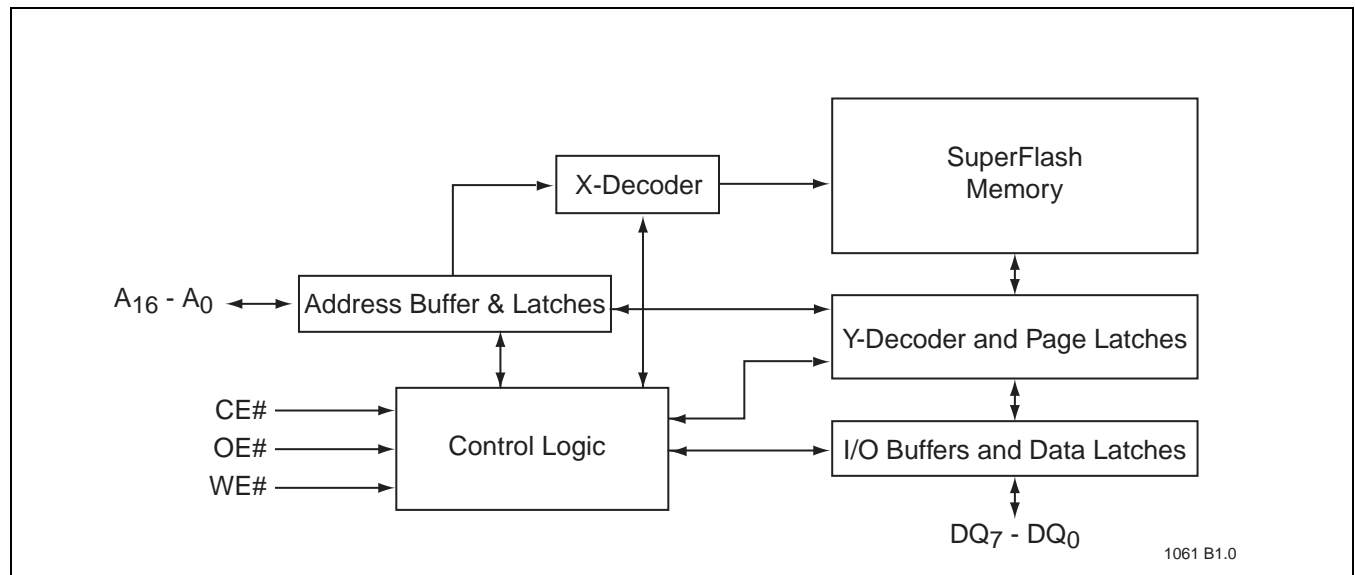 SuperFlash
Memory
X-Decoder
A16 - A0
Address Buffer & Latches
Y-Decoder and Page Latches
CE#
OE#
WE#
Control Logic
I/O Buffers and Data Latches
DQ7 - DQ0
1061 B1.0